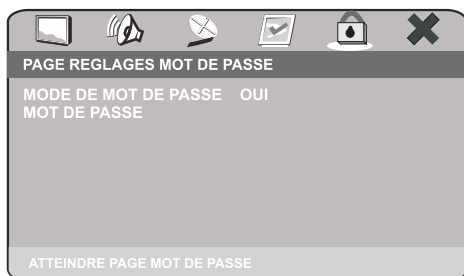 PAGE REGLAGES MOT DE PASSE
MODE DE MOT DE PASSE OUI
MOT DE PASSE
ATTEINDRE PAGE MOT DE PASSE